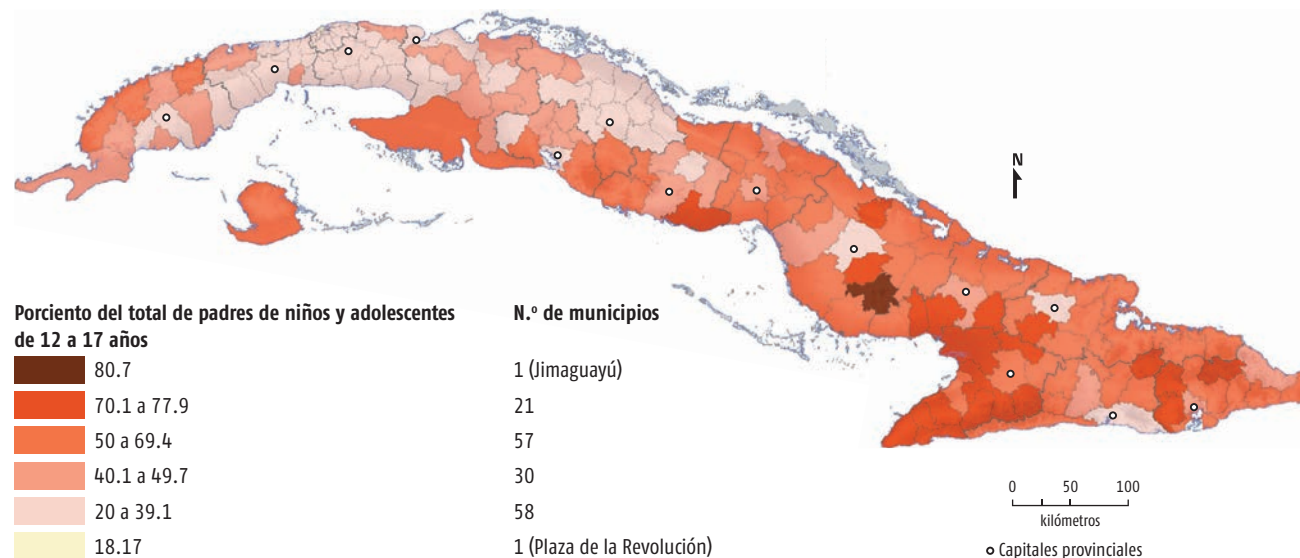 N
Porciento del total de padres de niños y adolescentes
de 12 a 17 años
N.º de municipios
80.7
1 (Jimaguayú)
70.1 a 77.9
21
50 a 69.4
57
40.1 a 49.7
30
20 a 39.1
58
18.17
1 (Plaza de la Revolución)
0 50 100
kilómetros
Capitales provinciales